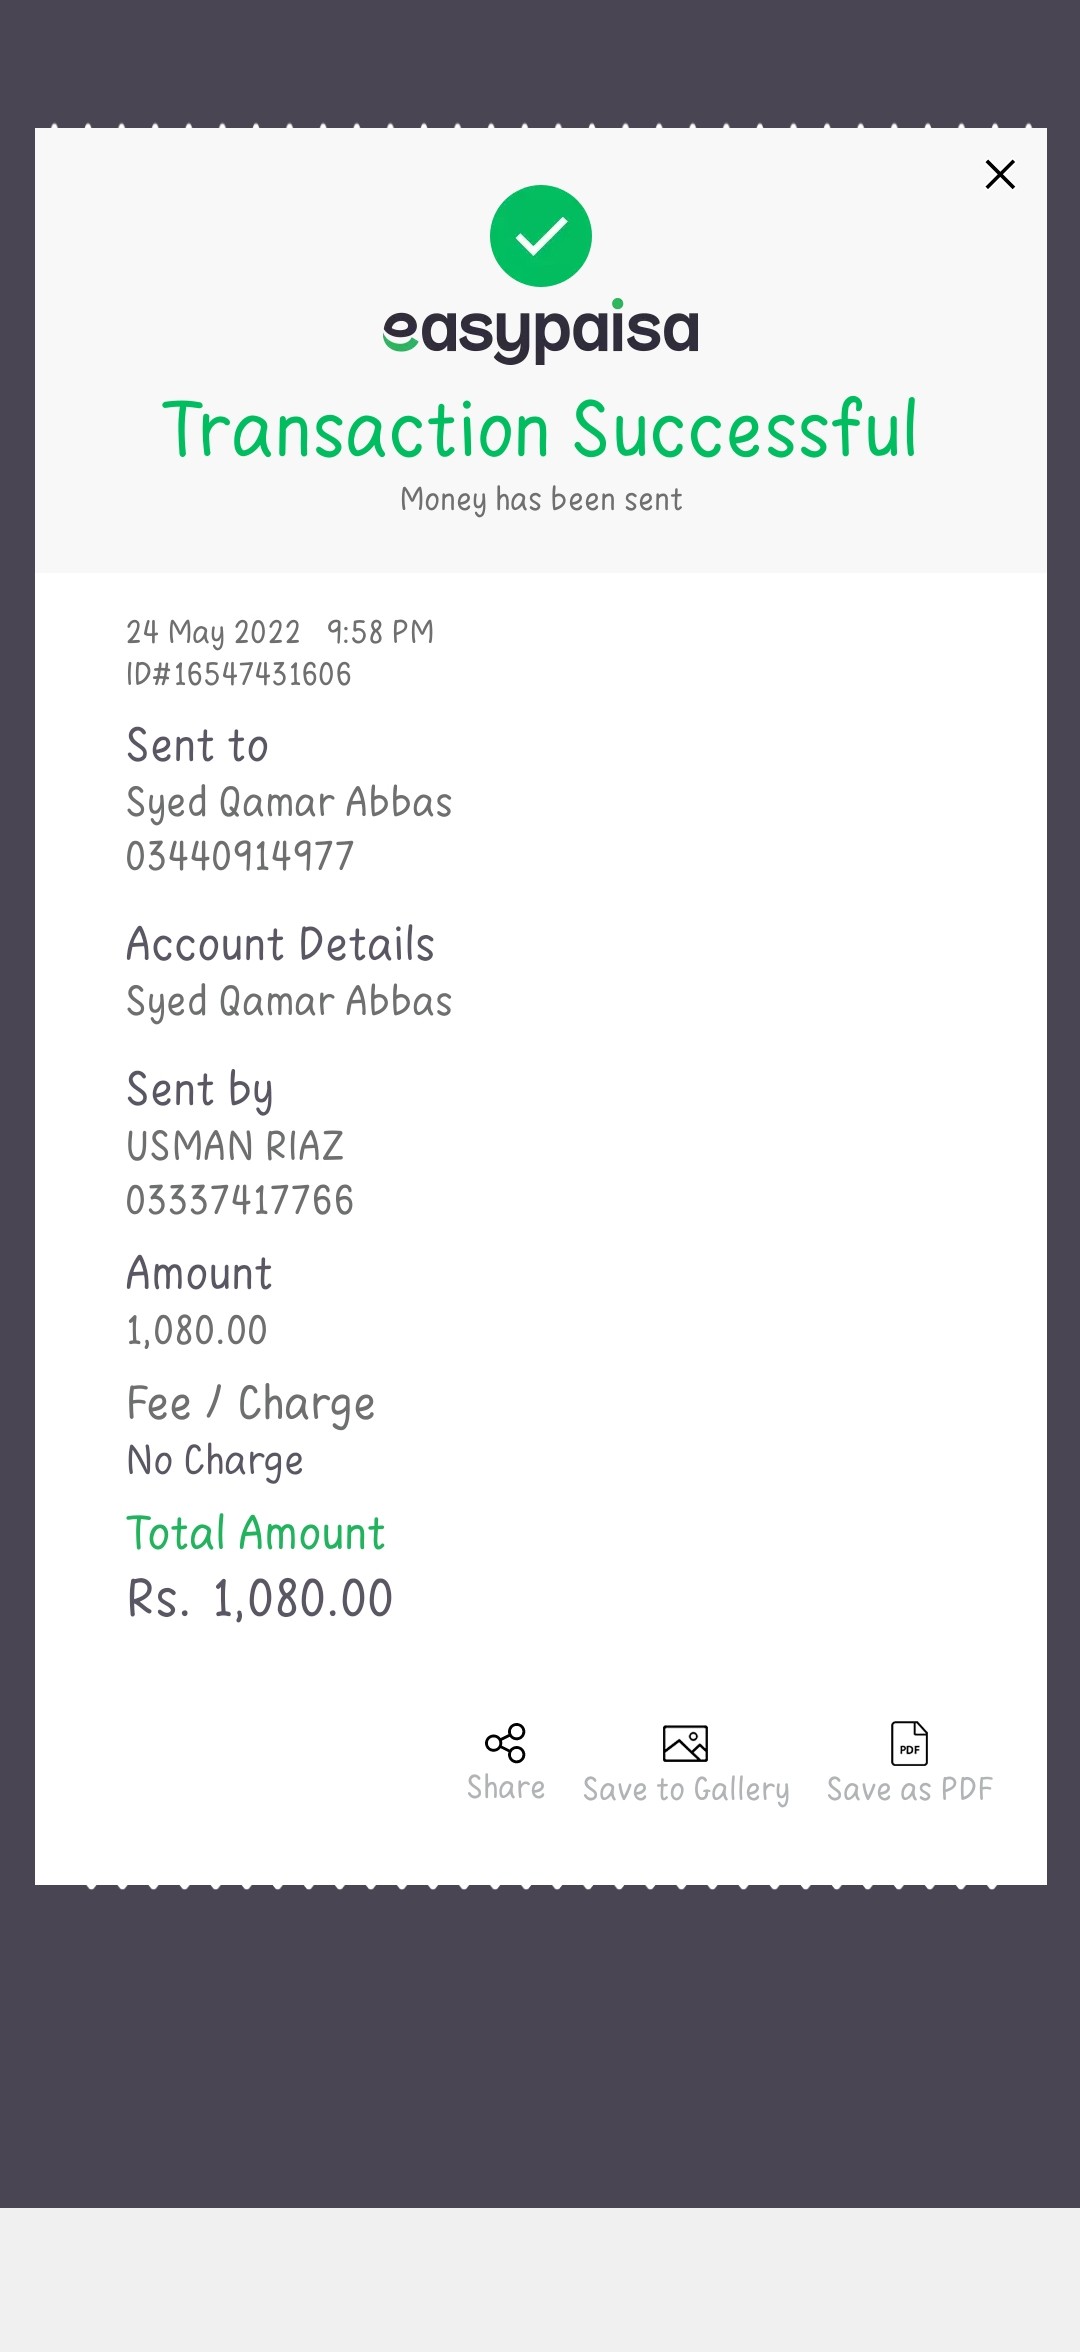 easypaisa
Transaction Successful
Money has been sent
24 May 2022 9:58 PM
ID#16547431606
Sent to
Syed Qamar Abbas
03440914977
Account Details
Syed Qamar Abbas
Sent by
USMAN RIAZ
03337417766
Amount
1,080.00
Fee / Charge
No Charge
Total Amount
Rs. 1,080.00
PDF
Share Save to Gallery Save as PDF